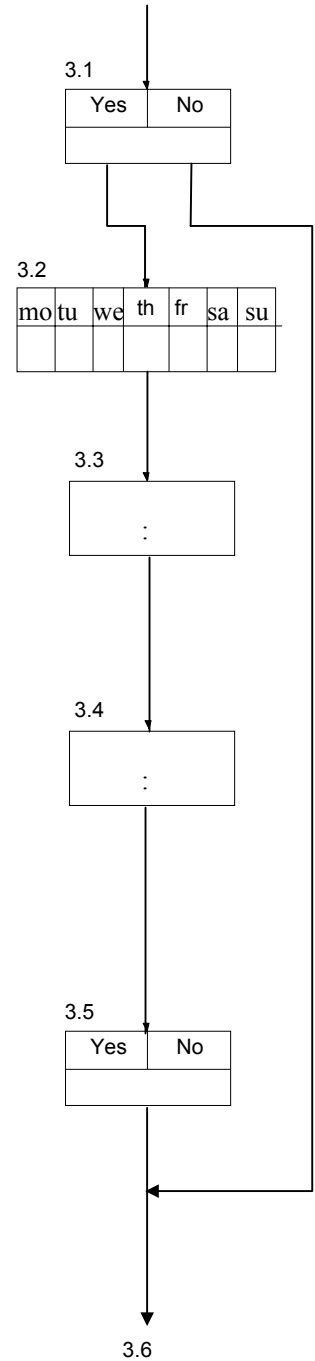 3.1
Yes No
3.2
mo tu we th fr sa su
3.3
:
3.4
:
3.5
Yes No
3.6